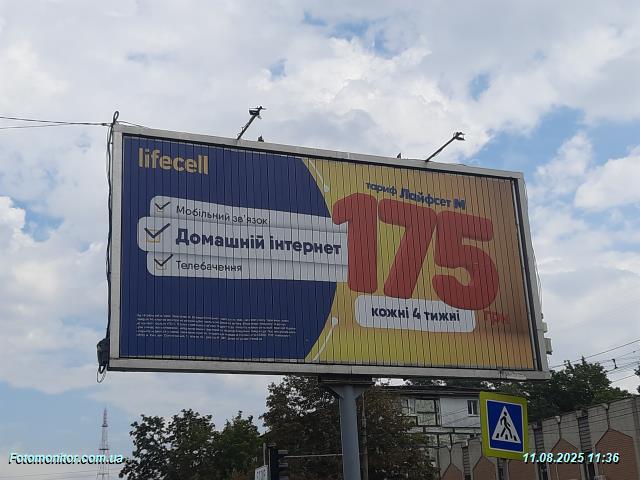 lifecell
Мобільний зв'язок
Домашній інтернет
Телебачення
тариф Лайфсет М
175
грн
кожні 4 тижні
Fotomonitor.com.ua
11.08.2025 11:36